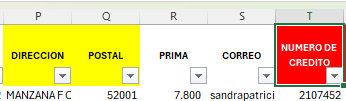 P Q R S T
DIRECCION POSTAL PRIMA CORREO NUMERO DE
CREDITO
MANZANA F C 52001 7.800 sandrapatrici 2107452